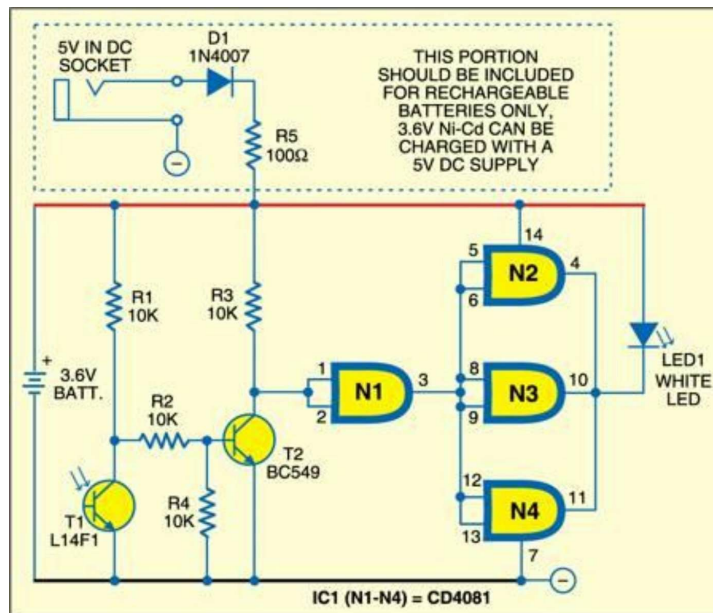 5V IN DC
SOCKET
D1
1N4007
THIS PORTION
SHOULD BE INCLUDED
FOR RECHARGEABLE
BATTERIES ONLY,
3.6V Ni-Cd CAN BE
CHARGED WITH A
5V DC SUPPLY
R5
100Ω
−
R1
10K
R3
10K
+
3.6V
BATT.
R2
10K
R4
10K
T1
L14F1
T2
BC549
1
2
N1
3
5
6
14
N2
4
8
9
N3
10
12
13
N4
11
7
LED1
WHITE
LED
−
IC1 (N1-N4) = CD4081